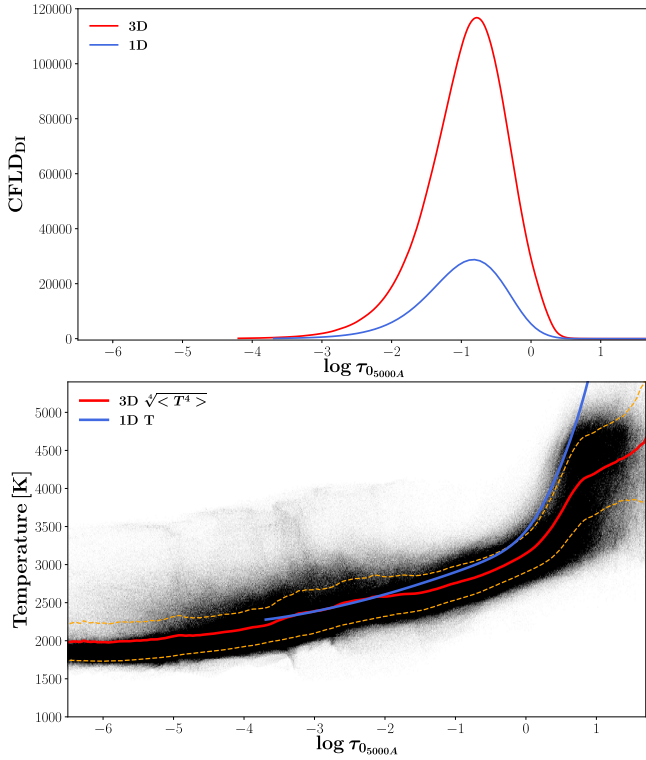 120000
100000
80000
60000
40000
20000
0
CFLD_DI
3D
1D
−6 −5 −4 −3 −2 −1 0 1
log τ_0_5000A
5000
4500
4000
3500
3000
2500
2000
1500
1000
Temperature [K]
3D ∜< T⁴ >
1D T
−6 −5 −4 −3 −2 −1 0 1
log τ_0_5000A